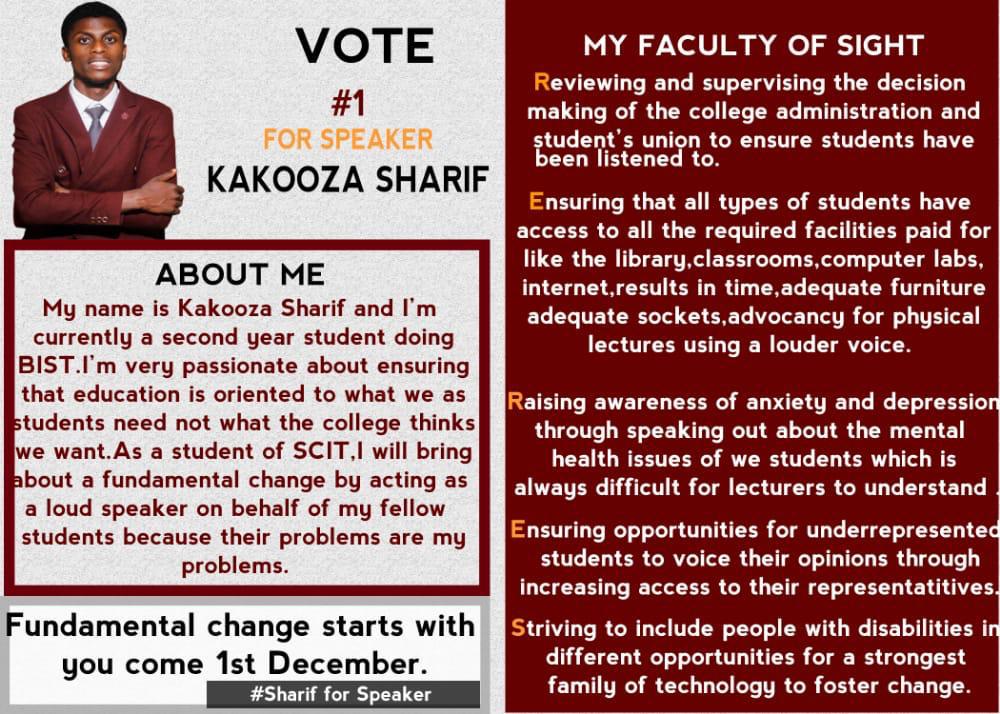 VOTE
#1
FOR SPEAKER
KAKOOZA SHARIF
ABOUT ME
My name is Kakooza Sharif and I'm
currently a second year student doing
BIST.I'm very passionate about ensuring
that education is oriented to what we as
students need not what the college thinks
we want.As a student of SCIT,I will bring
about a fundamental change by acting as
a loud speaker on behalf of my fellow
students because their problems are my
problems.
Fundamental change starts with
you come 1st December.
#Sharif for Speaker
MY FACULTY OF SIGHT
Reviewing and supervising the decision
making of the college administration and
student's union to ensure students have
been listened to.
Ensuring that all types of students have
access to all the required facilities paid for
like the library,classrooms,computer labs,
internet,results in time,adequate furniture
adequate sockets,advocancy for physical
lectures using a louder voice.
Raising awareness of anxiety and depression
through speaking out about the mental
health issues of we students which is
always difficult for lecturers to understand .
Ensuring opportunities for underrepresented
students to voice their opinions through
increasing access to their representatitives.
Striving to include people with disabilities in
different opportunities for a strongest
family of technology to foster change.